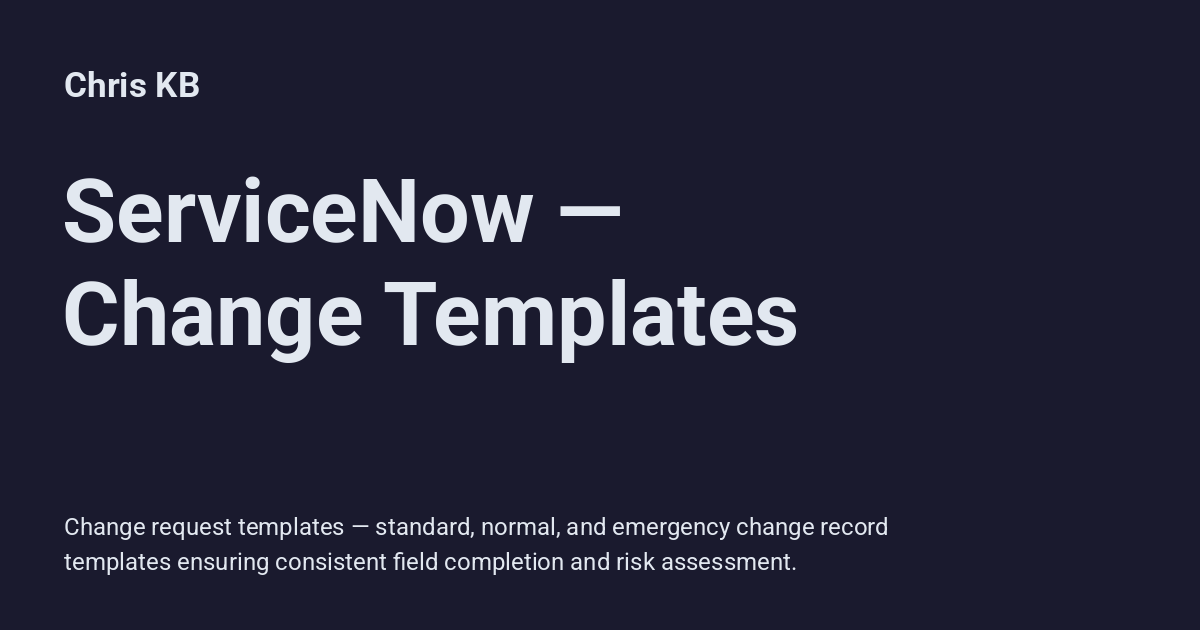 Chris KB
ServiceNow —
Change Templates
Change request templates — standard, normal, and emergency change record
templates ensuring consistent field completion and risk assessment.